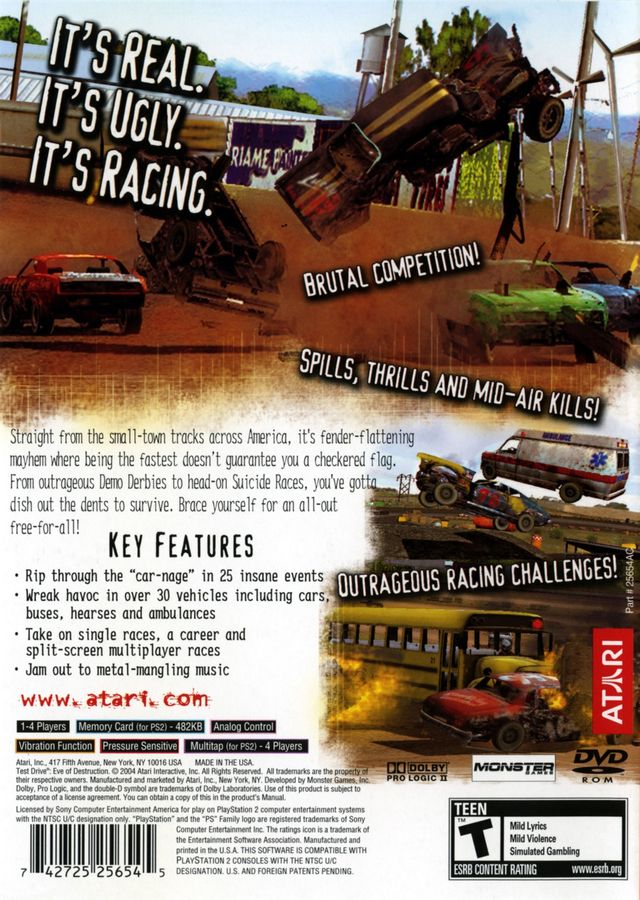 IT'S REAL.
IT'S UGLY.
IT'S RACING.
BRUTAL COMPETITION!
SPILLS, THRILLS AND MID-AIR KILLS!
Straight from the small-town tracks across America, it's fender-flattening
mayhem where being the fastest doesn't guarantee you a checkered flag.
From outrageous Demo Derbies to head-on Suicide Races, you've gotta
dish out the dents to survive. Brace yourself for an all-out
free-for-all!
AMBULANCE
KEY FEATURES
• Rip through the "car-nage" in 25 insane events
• Wreak havoc in over 30 vehicles including cars,
buses, hearses and ambulances
• Take on single races, a career and
split-screen multiplayer races
• Jam out to metal-mangling music
OUTRAGEOUS RACING CHALLENGES!
Part # 25654AC
ATARI
www.atari.com
1-4 Players
Memory Card (for PS2) - 482KB
Analog Control
Vibration Function
Pressure Sensitive
Multitap (for PS2) - 4 Players
DOLBY
PRO LOGIC II
MONSTER
GAMES
DVD
ROM
Atari, Inc., 417 Fifth Avenue, New York, NY 10016 USA MADE IN THE USA.
Test Drive®: Eve of Destruction. © 2004 Atari Interactive, Inc. All Rights Reserved. All trademarks are the property of
their respective owners. Manufactured and marketed by Atari, Inc., New York, NY. Developed by Monster Games, Inc.
Dolby, Pro Logic, and the double-D symbol are trademarks of Dolby Laboratories. Use of this product is subject to
acceptance of a license agreement. You can obtain a copy of this in the product's Manual.
Licensed by Sony Computer Entertainment America for play on PlayStation 2 computer entertainment systems
with the NTSC U/C designation only. "PlayStation" and the "PS" Family logo are registered trademarks of Sony
Computer Entertainment Inc. The ratings icon is a trademark of
the Entertainment Software Association. Manufactured and
printed in the U.S.A. THIS SOFTWARE IS COMPATIBLE WITH
PLAYSTATION 2 CONSOLES WITH THE NTSC U/C
DESIGNATION. U.S. AND FOREIGN PATENTS PENDING.
7 42725 25654 5
TEEN
T
Mild Lyrics
Mild Violence
Simulated Gambling
ESRB CONTENT RATING www.esrb.org